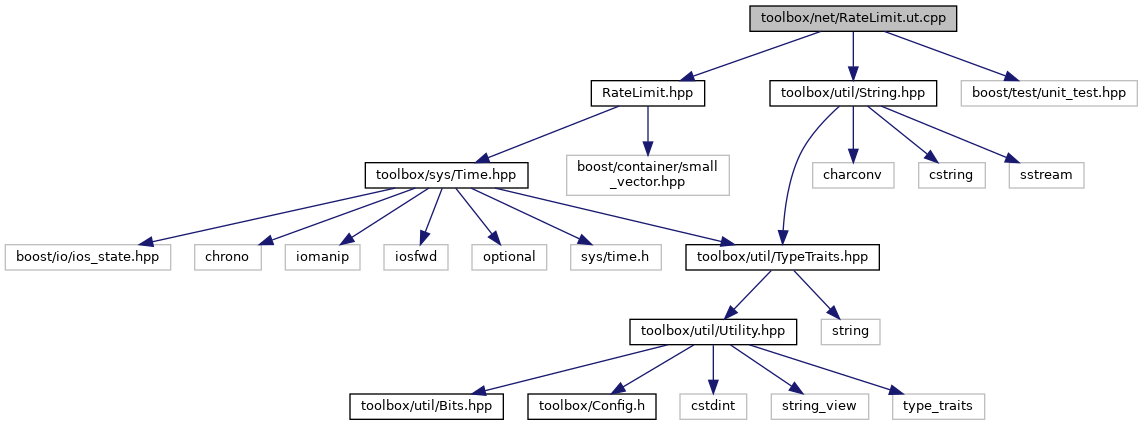 toolbox/net/RateLimit.ut.cpp
RateLimit.hpp
toolbox/util/String.hpp
boost/test/unit_test.hpp
toolbox/sys/Time.hpp
boost/container/small
_vector.hpp
charconv
cstring
sstream
boost/io/ios_state.hpp
chrono
iomanip
iosfwd
optional
sys/time.h
toolbox/util/TypeTraits.hpp
toolbox/util/Utility.hpp
string
toolbox/util/Bits.hpp
toolbox/Config.h
cstdint
string_view
type_traits